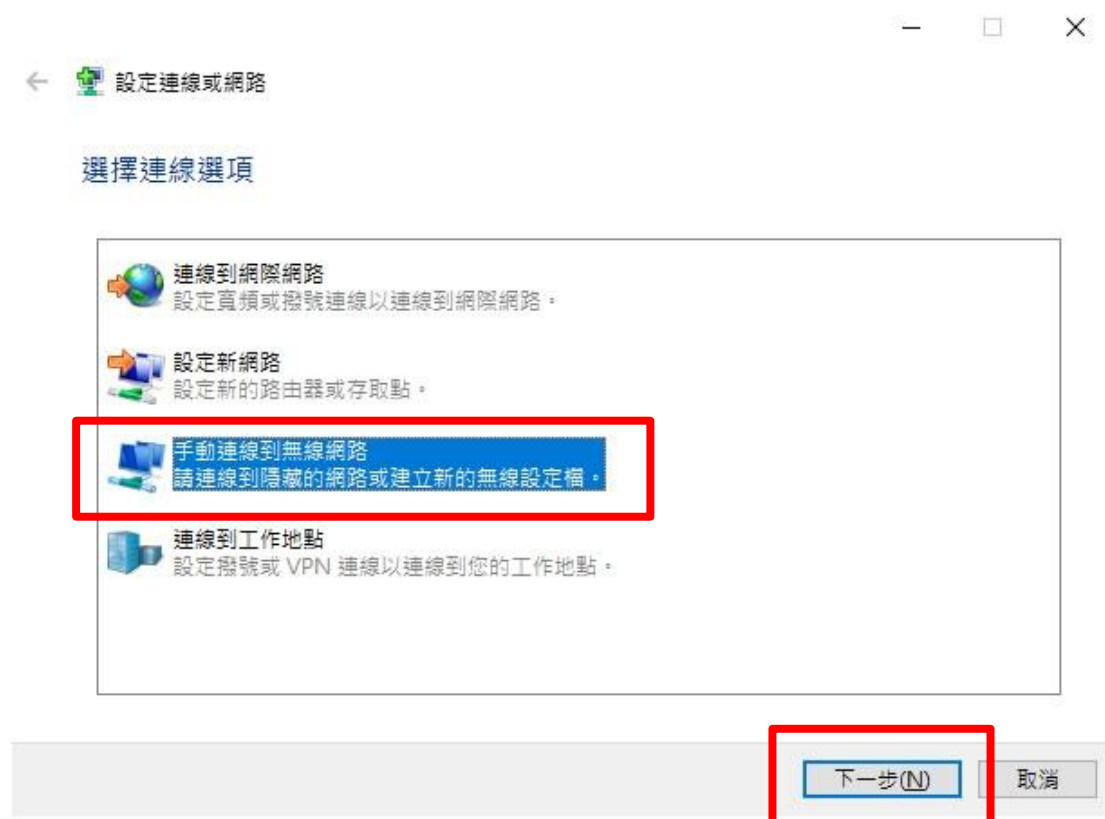 設定連線或網路
選擇連線選項
連線到網際網路
設定寬頻或撥號連線以連線到網際網路。
設定新網路
設定新的路由器或存取點。
手動連線到無線網路
請連線到隱藏的網路或建立新的無線設定檔。
連線到工作地點
設定撥號或 VPN 連線以連線到您的工作地點。
下一步(N)
取消